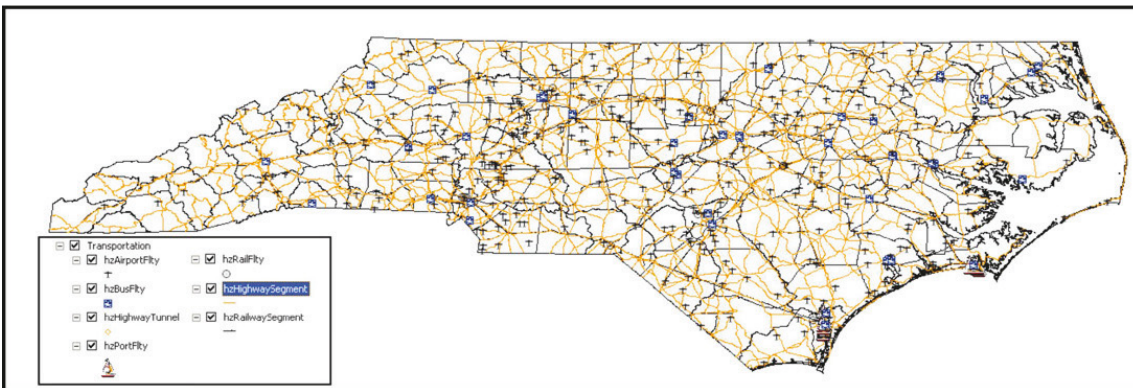 Transportation
hzAirportFlty
hzRailFlty
hzBusFlty
hzHighwaySegment
hzHighwayTunnel
hzRailwaySegment
hzPortFlty